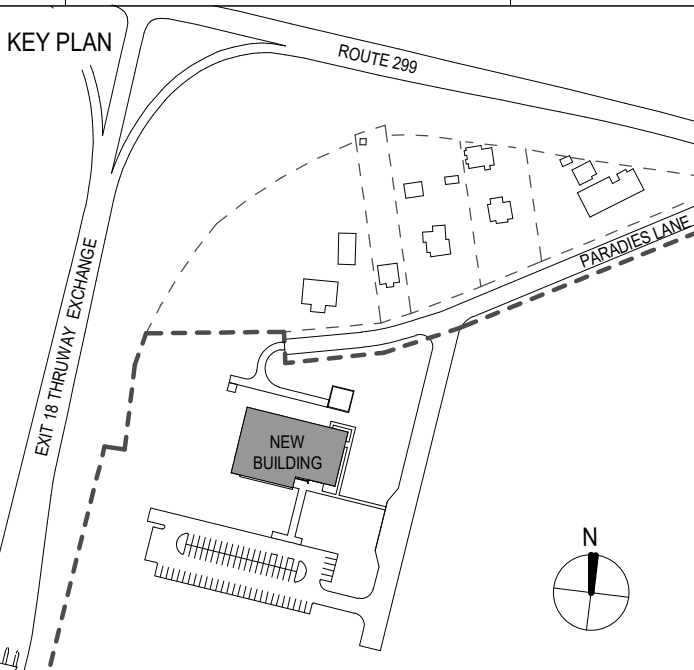 KEY PLAN
ROUTE 299
PARADIES LANE
EXIT 18 THRUWAY EXCHANGE
NEW
BUILDING
N